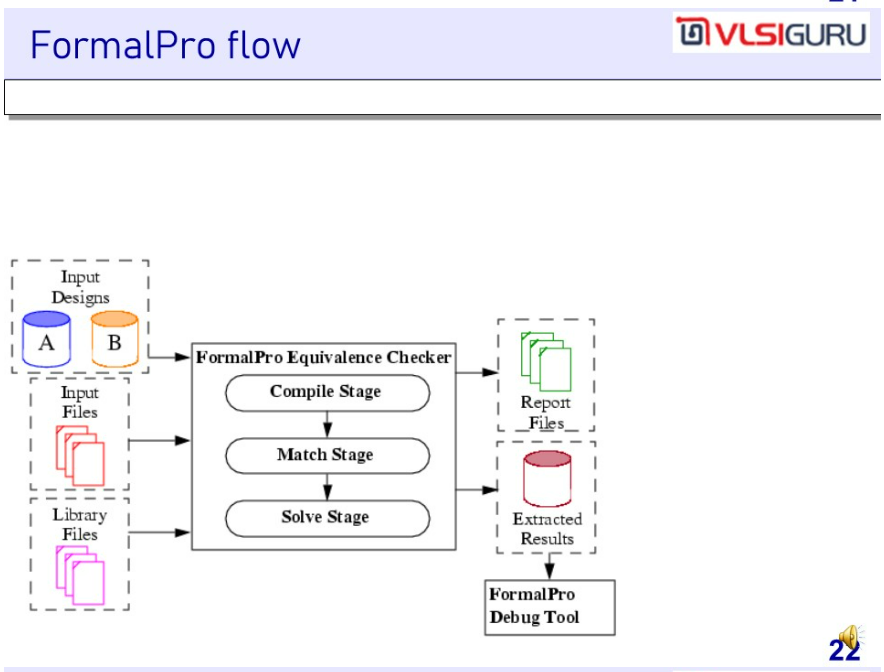 FormalPro flow
VLSIGURU
Input
Designs
A
B
Input
Files
Library
Files
FormalPro Equivalence Checker
Compile Stage
Match Stage
Solve Stage
Report
Files
Extracted
Results
FormalPro
Debug Tool
22